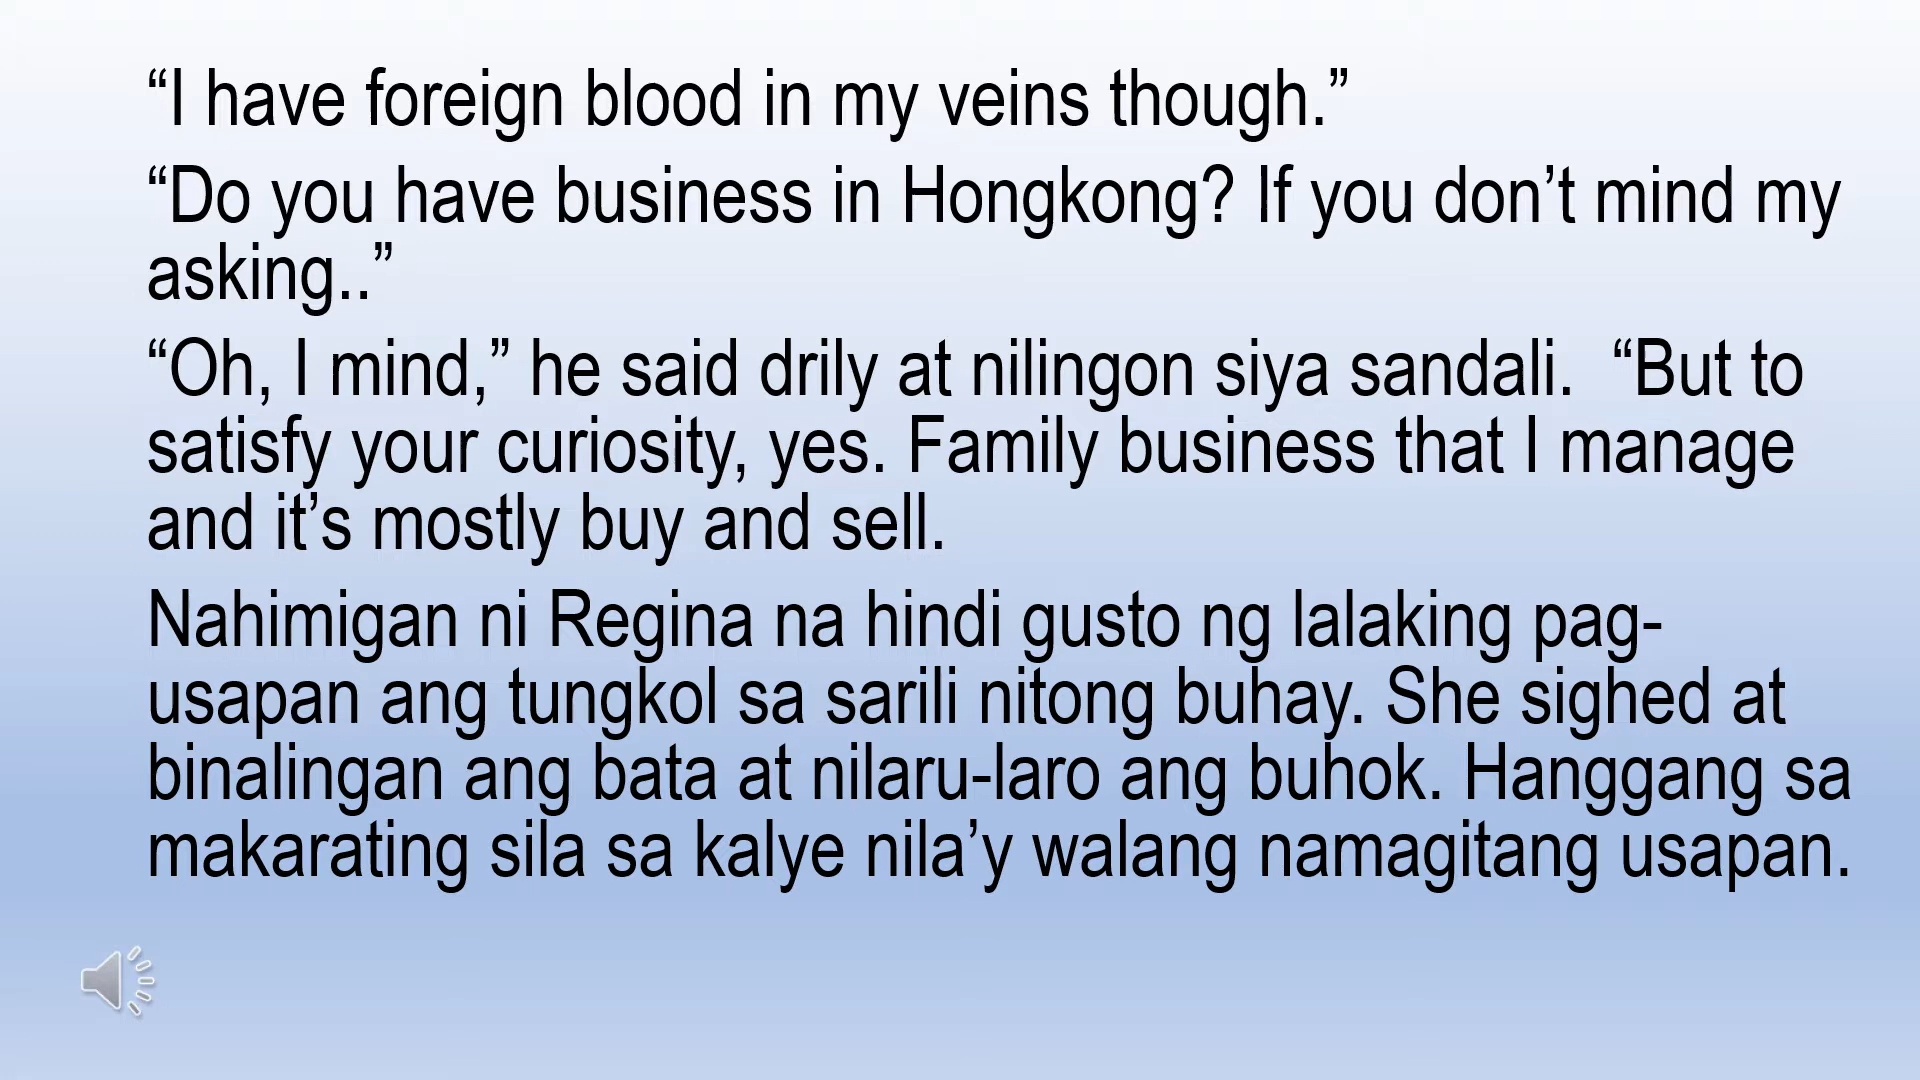 “I have foreign blood in my veins though.”
“Do you have business in Hongkong? If you don’t mind my
asking..”
“Oh, I mind,” he said drily at nilingon siya sandali.  “But to
satisfy your curiosity, yes. Family business that I manage
and it’s mostly buy and sell.
Nahimigan ni Regina na hindi gusto ng lalaking pag-
usapan ang tungkol sa sarili nitong buhay. She sighed at
binalingan ang bata at nilaru-laro ang buhok. Hanggang sa
makarating sila sa kalye nila’y walang namagitang usapan.